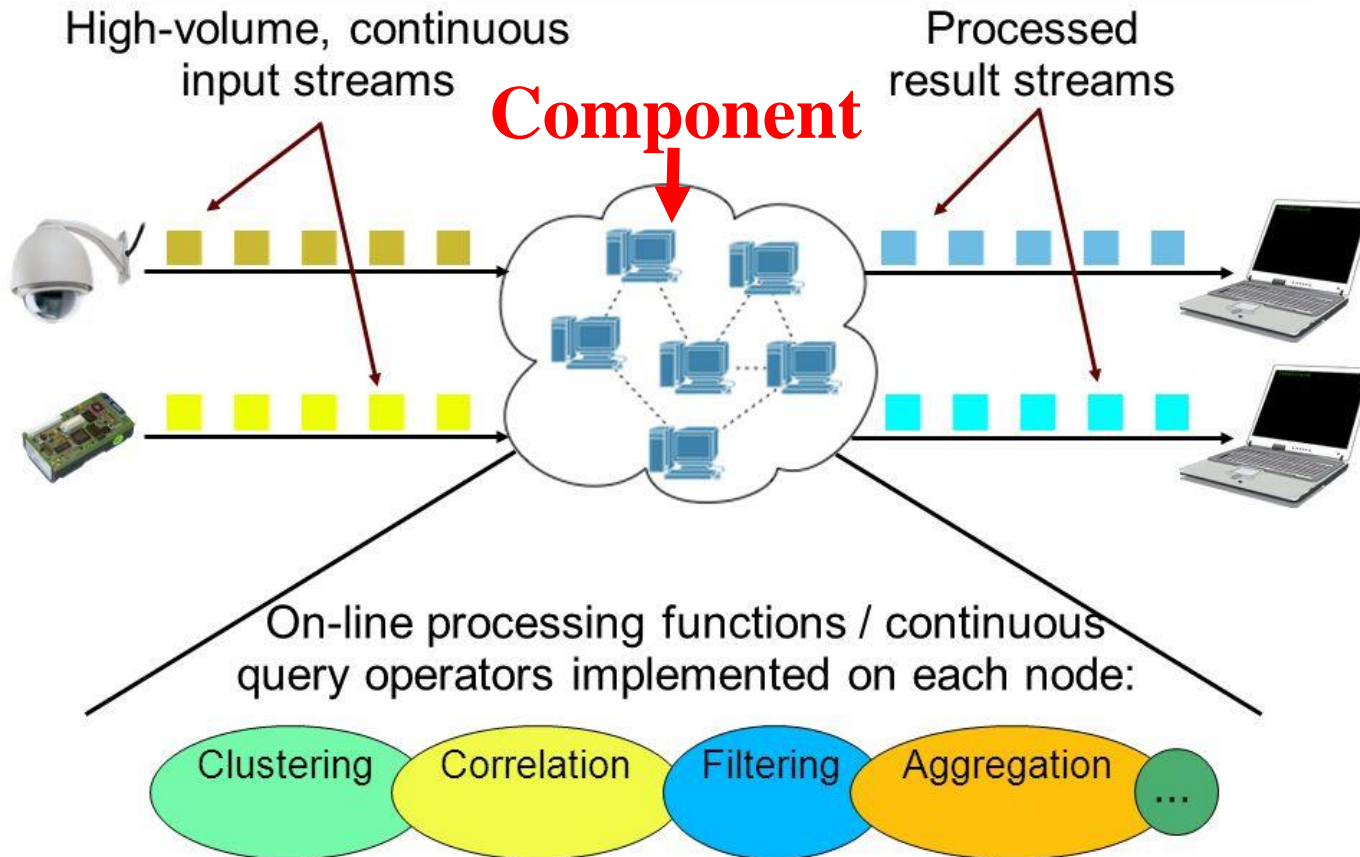 High-volume, continuous
input streams
Component
Processed
result streams
On-line processing functions / continuous
query operators implemented on each node:
Clustering
Correlation
Filtering
Aggregation
...